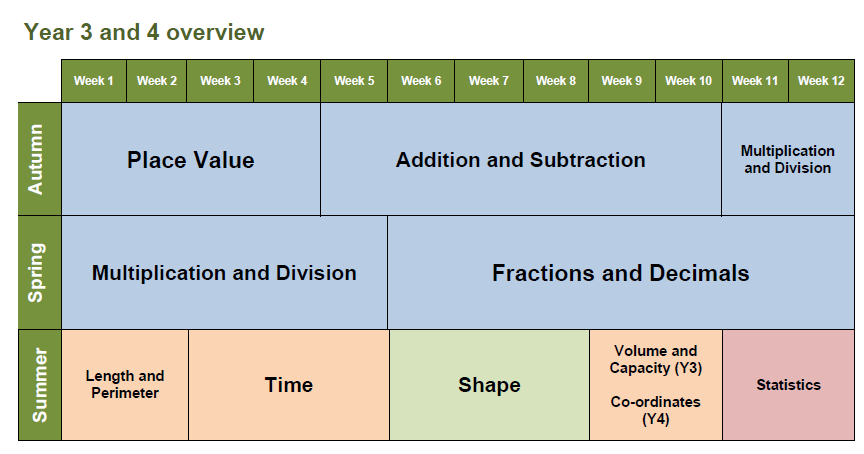 Year 3 and 4 overview
Week 1 Week 2 Week 3 Week 4 Week 5 Week 6 Week 7 Week 8 Week 9 Week 10 Week 11 Week 12
Autumn
Place Value
Addition and Subtraction
Multiplication
and Division
Spring
Multiplication and Division
Fractions and Decimals
Summer
Length and
Perimeter
Time
Shape
Volume and
Capacity (Y3)
Co-ordinates
(Y4)
Statistics